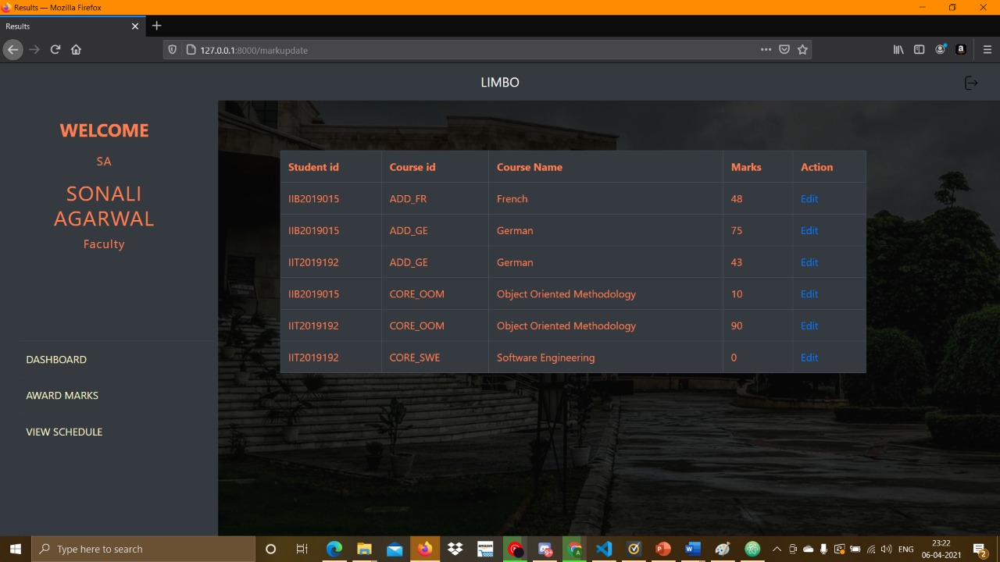 Results — Mozilla Firefox
Results
127.0.0.1:8000/markupdate
LIMBO
WELCOME
SA
SONALI
AGARWAL
Faculty
DASHBOARD
AWARD MARKS
VIEW SCHEDULE
Student id Course id Course Name Marks Action
IIB2019015 ADD_FR French 48 Edit
IIB2019015 ADD_GE German 75 Edit
IIT2019192 ADD_GE German 43 Edit
IIB2019015 CORE_OOM Object Oriented Methodology 10 Edit
IIT2019192 CORE_OOM Object Oriented Methodology 90 Edit
IIT2019192 CORE_SWE Software Engineering 0 Edit
Type here to search
ENG
23:22
06-04-2021
2